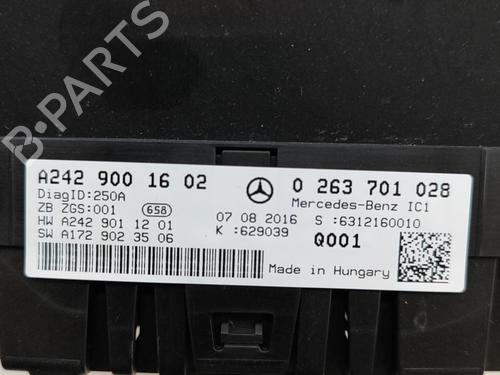 B-PARTS
A242 900 16 02
DiagID:250A
ZB ZGS:001 658
HW A242 901 12 01
SW A172 902 35 06
0 263 701 028
Mercedes-Benz IC1
07 08 2016 S :6312160010
K :629039 Q001
Made in Hungary